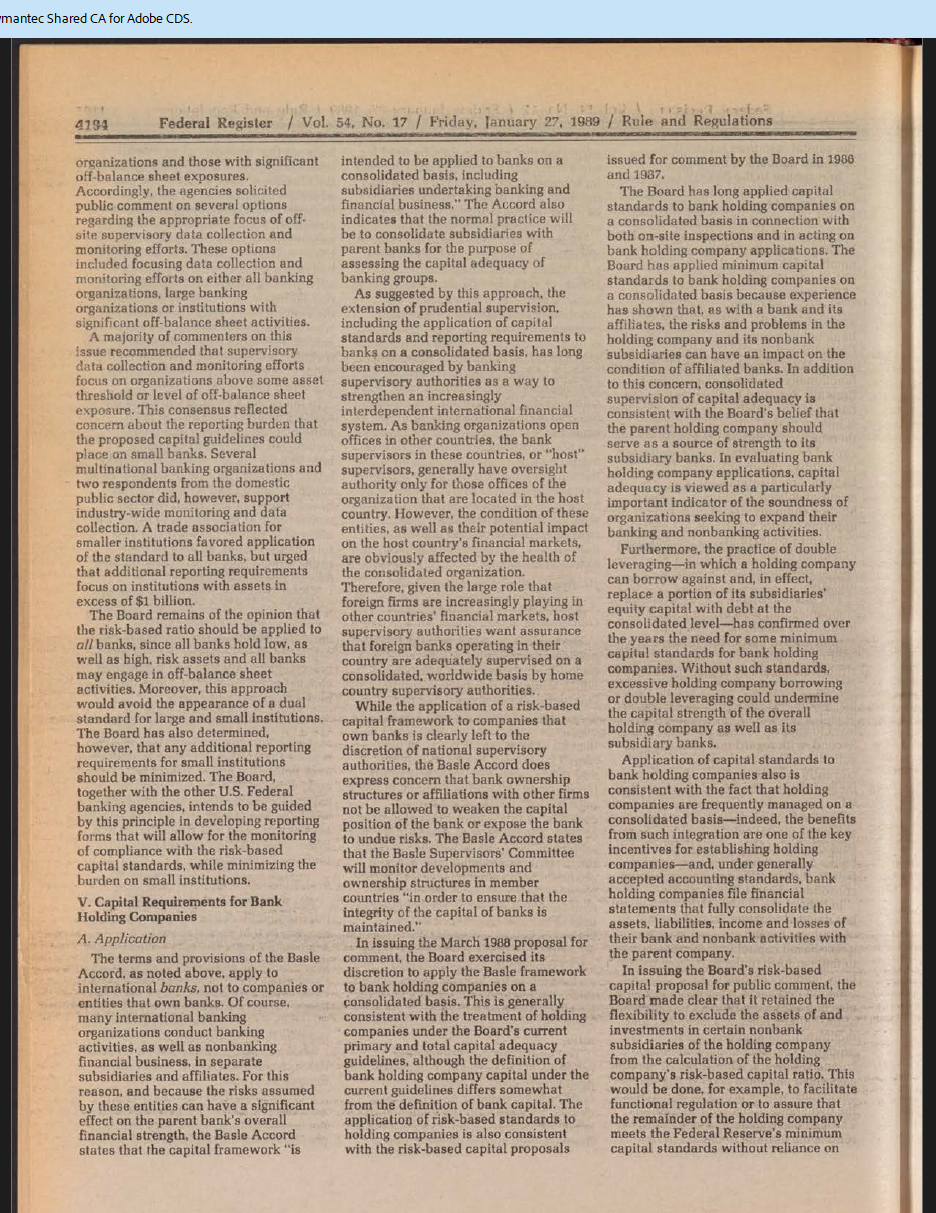 mantec Shared CA for Adobe CDS.
4194 Federal Register / Vol. 54, No. 17 / Friday, January 27, 1989 / Rule and Regulations
organizations and those with significant
off-balance sheet exposures.
Accordingly, the agencies solicited
public comment on several options
regarding the appropriate focus of off-
site supervisory data collection and
monitoring efforts. These options
included focusing data collection and
monitoring efforts on either all banking
organizations, large banking
organizations or institutions with
significant off-balance sheet activities.
A majority of commenters on this
issue recommended that supervisory
data collection and monitoring efforts
focus on organizations above some asset
threshold or level of off-balance sheet
exposure. This consensus reflected
concern about the reporting burden that
the proposed capital guidelines could
place on small banks. Several
multinational banking organizations and
two respondents from the domestic
public sector did, however, support
industry-wide monitoring and data
collection. A trade association for
smaller institutions favored application
of the standard to all banks, but urged
that additional reporting requirements
focus on institutions with assets in
excess of $1 billion.
The Board remains of the opinion that
the risk-based ratio should be applied to
all banks, since all banks hold low, as
well as high, risk assets and all banks
may engage in off-balance sheet
activities. Moreover, this approach
would avoid the appearance of a dual
standard for large and small institutions.
The Board has also determined,
however, that any additional reporting
requirements for small institutions
should be minimized. The Board,
together with the other U.S. Federal
banking agencies, intends to be guided
by this principle in developing reporting
forms that will allow for the monitoring
of compliance with the risk-based
capital standards, while minimizing the
burden on small institutions.
V. Capital Requirements for Bank
Holding Companies
A. Application
The terms and provisions of the Basle
Accord, as noted above, apply to
international banks, not to companies or
entities that own banks. Of course,
many international banking
organizations conduct banking
activities, as well as nonbanking
financial business, in separate
subsidiaries and affiliates. For this
reason, and because the risks assumed
by these entities can have a significant
effect on the parent bank's overall
financial strength, the Basle Accord
states that the capital framework "is
intended to be applied to banks on a
consolidated basis, including
subsidiaries undertaking banking and
financial business." The Accord also
indicates that the normal practice will
be to consolidate subsidiaries with
parent banks for the purpose of
assessing the capital adequacy of
banking groups.
As suggested by this approach, the
extension of prudential supervision,
including the application of capital
standards and reporting requirements to
banks on a consolidated basis, has long
been encouraged by banking
supervisory authorities as a way to
strengthen an increasingly
interdependent international financial
system. As banking organizations open
offices in other countries, the bank
supervisors in these countries, or "host"
supervisors, generally have oversight
authority only for those offices of the
organization that are located in the host
country. However, the condition of these
entities, as well as their potential impact
on the host country's financial markets,
are obviously affected by the health of
the consolidated organization.
Therefore, given the large role that
foreign firms are increasingly playing in
other countries' financial markets, host
supervisory authorities want assurance
that foreign banks operating in their
country are adequately supervised on a
consolidated, worldwide basis by home
country supervisory authorities.
While the application of a risk-based
capital framework to companies that
own banks is clearly left to the
discretion of national supervisory
authorities, the Basle Accord does
express concern that bank ownership
structures or affiliations with other firms
not be allowed to weaken the capital
position of the bank or expose the bank
to undue risks. The Basle Accord states
that the Basle Supervisors' Committee
will monitor developments and
ownership structures in member
countries "in order to ensure that the
integrity of the capital of banks is
maintained."
In issuing the March 1988 proposal for
comment, the Board exercised its
discretion to apply the Basle framework
to bank holding companies on a
consolidated basis. This is generally
consistent with the treatment of holding
companies under the Board's current
primary and total capital adequacy
guidelines, although the definition of
bank holding company capital under the
current guidelines differs somewhat
from the definition of bank capital. The
application of risk-based standards to
holding companies is also consistent
with the risk-based capital proposals
issued for comment by the Board in 1986
and 1987.
The Board has long applied capital
standards to bank holding companies on
a consolidated basis in connection with
both on-site inspections and in acting on
bank holding company applications. The
Board has applied minimum capital
standards to bank holding companies on
a consolidated basis because experience
has shown that, as with a bank and its
affiliates, the risks and problems in the
holding company and its nonbank
subsidiaries can have an impact on the
condition of affiliated banks. In addition
to this concern, consolidated
supervision of capital adequacy is
consistent with the Board's belief that
the parent holding company should
serve as a source of strength to its
subsidiary banks. In evaluating bank
holding company applications, capital
adequacy is viewed as a particularly
important indicator of the soundness of
organizations seeking to expand their
banking and nonbanking activities.
Furthermore, the practice of double
leveraging—in which a holding company
can borrow against and, in effect,
replace a portion of its subsidiaries'
equity capital with debt at the
consolidated level—has confirmed over
the years the need for some minimum
capital standards for bank holding
companies. Without such standards,
excessive holding company borrowing
or double leveraging could undermine
the capital strength of the overall
holding company as well as its
subsidiary banks.
Application of capital standards to
bank holding companies also is
consistent with the fact that holding
companies are frequently managed on a
consolidated basis—indeed, the benefits
from such integration are one of the key
incentives for establishing holding
companies—and, under generally
accepted accounting standards, bank
holding companies file financial
statements that fully consolidate the
assets, liabilities, income and losses of
their bank and nonbank activities with
the parent company.
In issuing the Board's risk-based
capital proposal for public comment, the
Board made clear that it retained the
flexibility to exclude the assets of and
investments in certain nonbank
subsidiaries of the holding company
from the calculation of the holding
company's risk-based capital ratio. This
would be done, for example, to facilitate
functional regulation or to assure that
the remainder of the holding company
meets the Federal Reserve's minimum
capital standards without reliance on